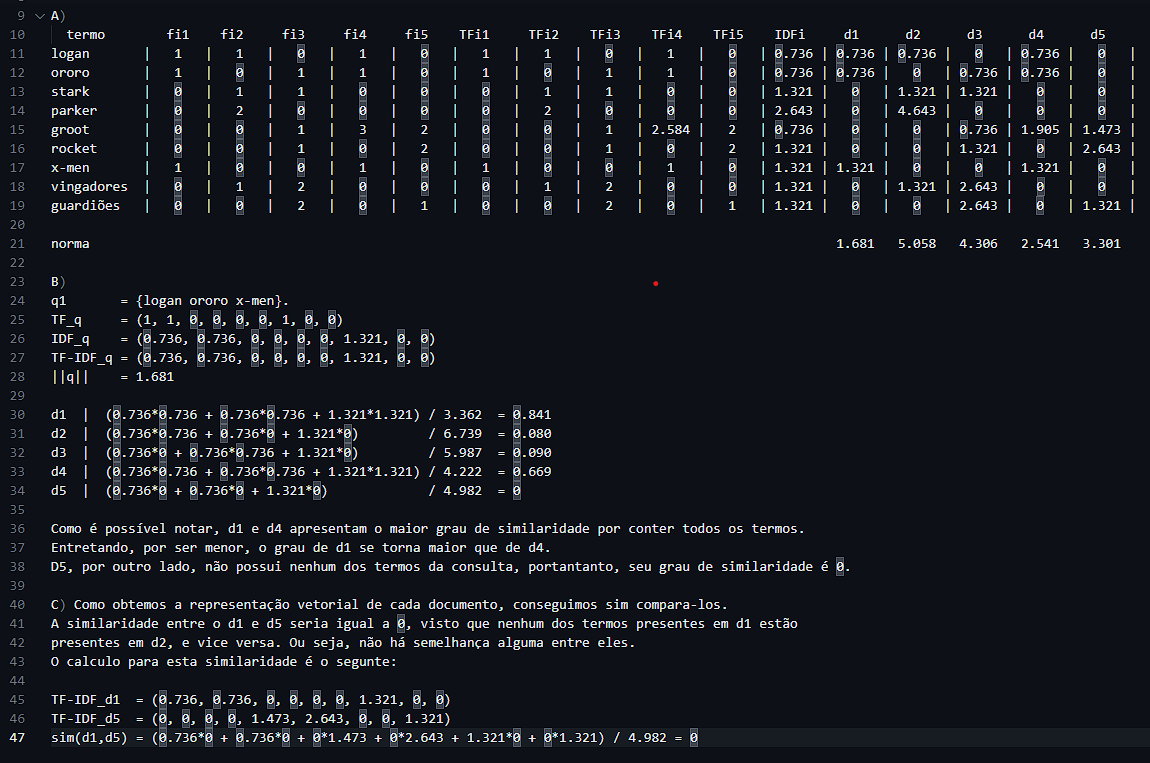 9 A)
10 termo fi1 fi2 fi3 fi4 fi5 TFi1 TFi2 TFi3 TFi4 TFi5 IDFi d1 d2 d3 d4 d5
11 logan | 1 | 1 | 0 | 1 | 0 | 1 | 1 | 0 | 1 | 0 | 0.736 | 0.736 | 0.736 | 0 | 0.736 | 0 |
12 ororo | 1 | 0 | 1 | 1 | 0 | 1 | 0 | 1 | 1 | 0 | 0.736 | 0.736 | 0 | 0.736 | 0.736 | 0 |
13 stark | 0 | 1 | 1 | 0 | 0 | 0 | 1 | 1 | 0 | 0 | 1.321 | 0 | 1.321 | 1.321 | 0 | 0 |
14 parker | 0 | 2 | 0 | 0 | 0 | 0 | 2 | 0 | 0 | 0 | 2.643 | 0 | 4.643 | 0 | 0 | 0 |
15 groot | 0 | 0 | 1 | 3 | 2 | 0 | 0 | 1 | 2.584 | 2 | 0.736 | 0 | 0 | 0.736 | 1.905 | 1.473 |
16 rocket | 0 | 0 | 1 | 0 | 2 | 0 | 0 | 1 | 0 | 2 | 1.321 | 0 | 0 | 1.321 | 0 | 2.643 |
17 x-men | 1 | 0 | 0 | 1 | 0 | 1 | 0 | 0 | 1 | 0 | 1.321 | 1.321 | 0 | 0 | 1.321 | 0 |
18 vingadores | 0 | 1 | 2 | 0 | 0 | 0 | 1 | 2 | 0 | 0 | 1.321 | 0 | 1.321 | 2.643 | 0 | 0 |
19 guardiões | 0 | 0 | 2 | 0 | 1 | 0 | 0 | 2 | 0 | 1 | 1.321 | 0 | 0 | 2.643 | 0 | 1.321 |
20
21 norma 1.681 5.058 4.306 2.541 3.301
22
23 B)
24 q1 = {logan ororo x-men}.
25 TF_q = (1, 1, 0, 0, 0, 0, 1, 0, 0)
26 IDF_q = (0.736, 0.736, 0, 0, 0, 0, 1.321, 0, 0)
27 TF-IDF_q = (0.736, 0.736, 0, 0, 0, 0, 1.321, 0, 0)
28 ||q|| = 1.681
29
30 d1 | (0.736*0.736 + 0.736*0.736 + 1.321*1.321) / 3.362 = 0.841
31 d2 | (0.736*0.736 + 0.736*0 + 1.321*0) / 6.739 = 0.080
32 d3 | (0.736*0 + 0.736*0.736 + 1.321*0) / 5.987 = 0.090
33 d4 | (0.736*0.736 + 0.736*0.736 + 1.321*1.321) / 4.222 = 0.669
34 d5 | (0.736*0 + 0.736*0 + 1.321*0) / 4.982 = 0
35
36 Como é possível notar, d1 e d4 apresentam o maior grau de similaridade por conter todos os termos.
37 Entretando, por ser menor, o grau de d1 se torna maior que de d4.
38 D5, por outro lado, não possui nenhum dos termos da consulta, portantanto, seu grau de similaridade é 0.
39
40 C) Como obtemos a representação vetorial de cada documento, conseguimos sim compara-los.
41 A similaridade entre o d1 e d5 seria igual a 0, visto que nenhum dos termos presentes em d1 estão
42 presentes em d2, e vice versa. Ou seja, não há semelhança alguma entre eles.
43 O calculo para esta similaridade é o segunte:
44
45 TF-IDF_d1 = (0.736, 0.736, 0, 0, 0, 0, 1.321, 0, 0)
46 TF-IDF_d5 = (0, 0, 0, 0, 1.473, 2.643, 0, 0, 1.321)
47 sim(d1,d5) = (0.736*0 + 0.736*0 + 0*1.473 + 0*2.643 + 1.321*0 + 0*1.321) / 4.982 = 0